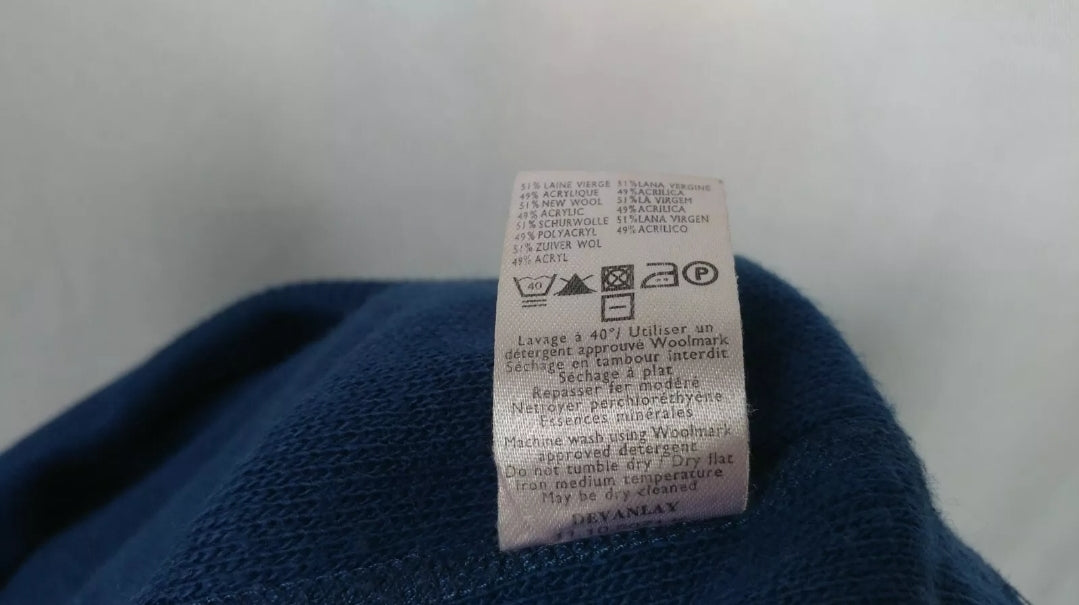 51% LAINE VIERGE
49% ACRYLIQUE
51% NEW WOOL
49% ACRYLIC
51% SCHURWOLLE
49% POLYACRYL
51% ZUIVER WOL
49% ACRYL
51% LANA VERGINE
49% ACRILICA
51% LÀ VIRGEM
49% ACRÍLICA
51% LANA VIRGEN
49% ACRILICO
40
P
Lavage à 40°/ Utiliser un
détergent approuvé Woolmark
Séchage en tambour interdit
Séchage à plat
Repasser fer modéré
Nettoyer perchloréthyène
Essences minérales
Machine wash using Woolmark
approved detergent
Do not tumble dry - Dry flat
Iron medium temperature
May be dry cleaned
DEVANLAY